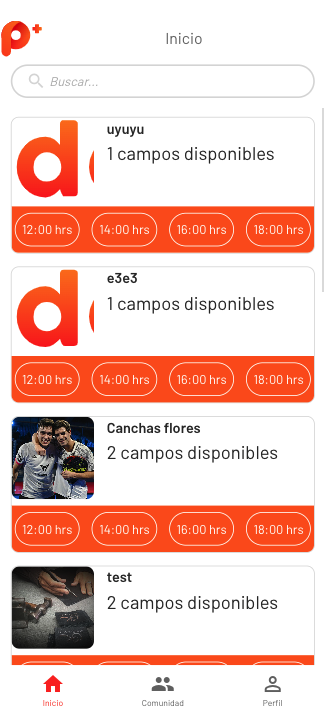 p+
Inicio
Buscar...
d
uyuyu
1 campos disponibles
12:00 hrs 14:00 hrs 16:00 hrs 18:00 hrs
d
e3e3
1 campos disponibles
12:00 hrs 14:00 hrs 16:00 hrs 18:00 hrs
Canchas flores
2 campos disponibles
12:00 hrs 14:00 hrs 16:00 hrs 18:00 hrs
test
2 campos disponibles
Inicio Comunidad Perfil